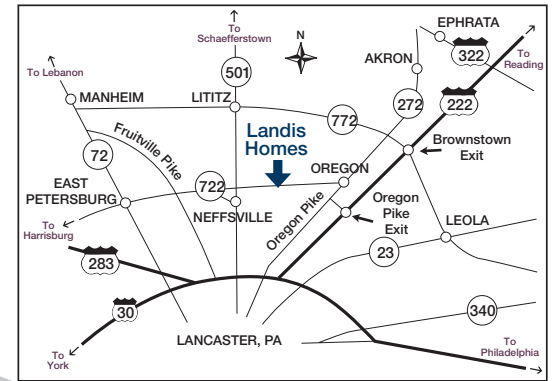 To
Schaefferstown
N
EPHRATA
322
To
Reading
To Lebanon
501
AKRON
MANHEIM
LITITZ
272
222
772
Fruitville Pike
Landis
Homes
Brownstown
Exit
72
722
OREGON
EAST
PETERSBURG
NEFFSVILLE
Oregon Pike
Oregon
Pike
Exit
LEOLA
To
Harrisburg
23
283
30
340
LANCASTER, PA
To
York
To
Philadelphia